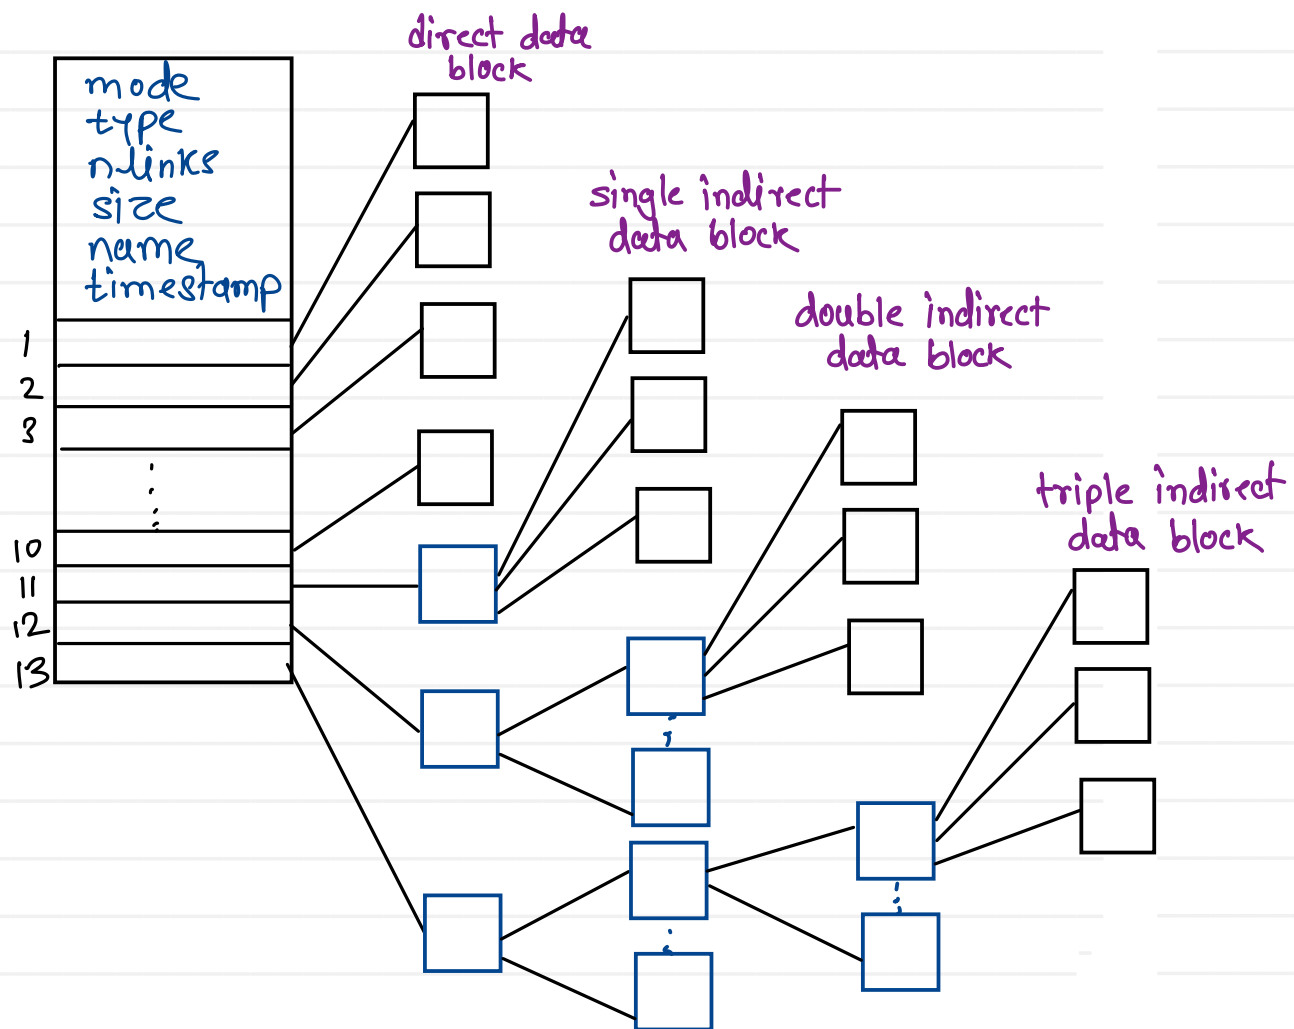 direct data
block
mode
type
n-links
size
name
timestamp
single indirect
data block
double indirect
data block
triple indirect
data block
1
2
3
10
11
12
13